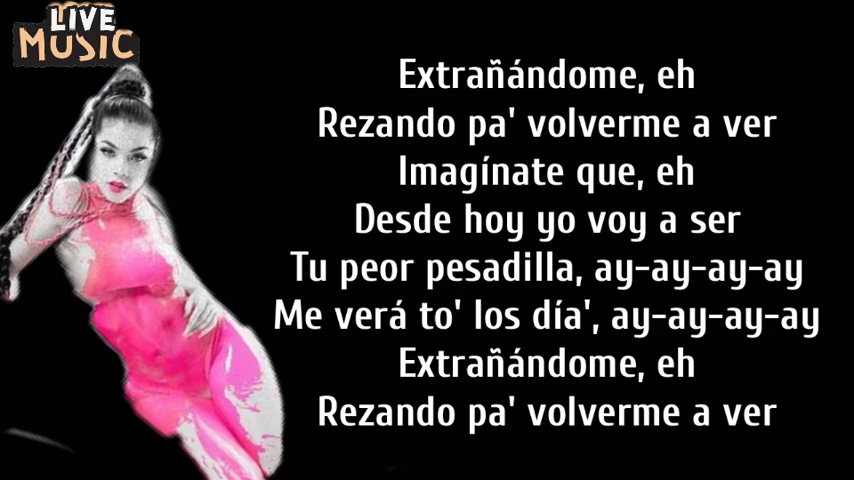 LIVE
MUSIC
Extrañándome, eh
Rezando pa' volverme a ver
Imagínate que, eh
Desde hoy yo voy a ser
Tu peor pesadilla, ay-ay-ay-ay
Me verá to' los día', ay-ay-ay-ay
Extrañándome, eh
Rezando pa' volverme a ver